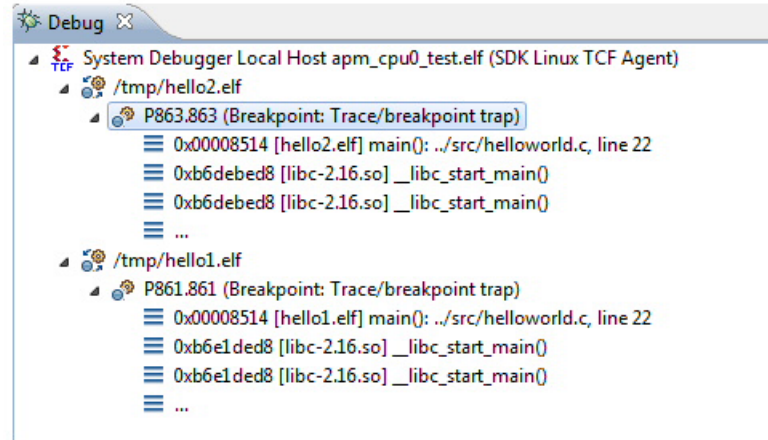 Debug
TCF System Debugger Local Host apm_cpu0_test.elf (SDK Linux TCF Agent)
/tmp/hello2.elf
P863.863 (Breakpoint: Trace/breakpoint trap)
0x00008514 [hello2.elf] main(): ../src/helloworld.c, line 22
0xb6debed8 [libc-2.16.so] __libc_start_main()
0xb6debed8 [libc-2.16.so] __libc_start_main()
...
/tmp/hello1.elf
P861.861 (Breakpoint: Trace/breakpoint trap)
0x00008514 [hello1.elf] main(): ../src/helloworld.c, line 22
0xb6e1ded8 [libc-2.16.so] __libc_start_main()
0xb6e1ded8 [libc-2.16.so] __libc_start_main()
...